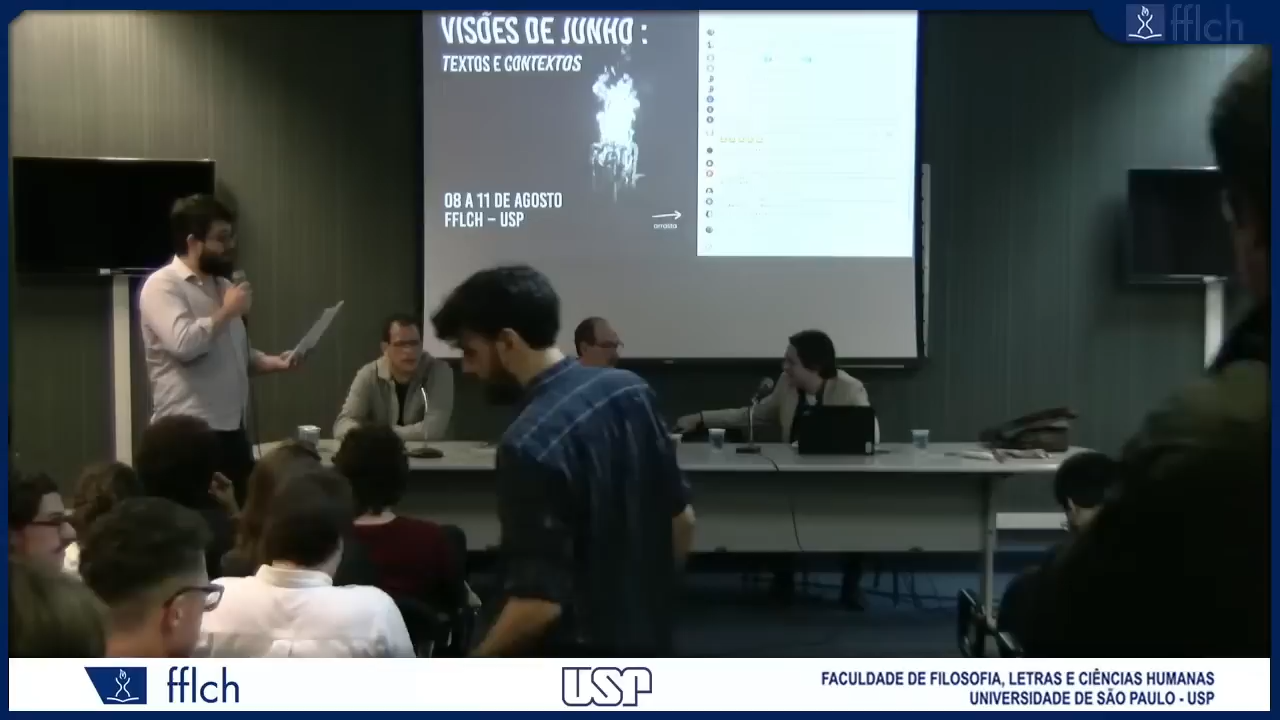 VISÕES DE JUNHO :
TEXTOS E CONTEXTOS
08 A 11 DE AGOSTO
FFLCH – USP
arrasta
fflch
fflch
USP
FACULDADE DE FILOSOFIA, LETRAS E CIÊNCIAS HUMANAS
UNIVERSIDADE DE SÃO PAULO - USP